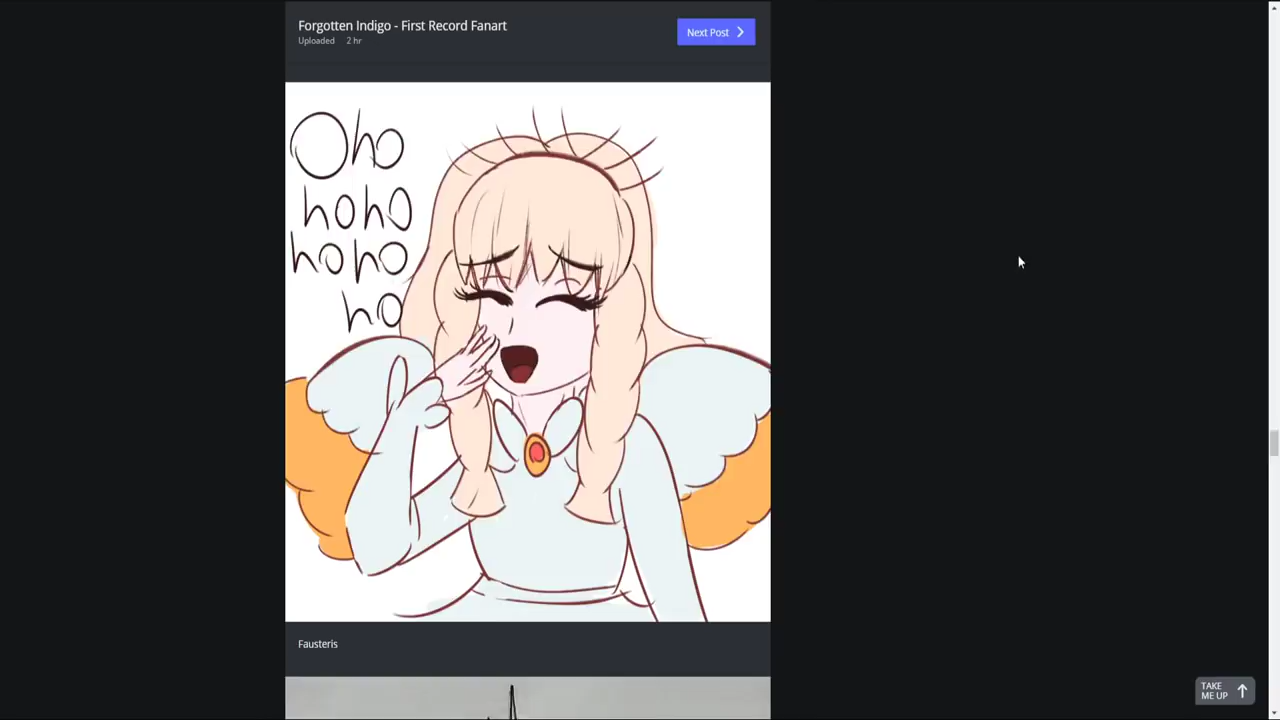 Forgotten Indigo - First Record Fanart
Uploaded 2 hr
Next Post
Oho
hoho
hoho
ho
Fausteris
TAKE
ME UP